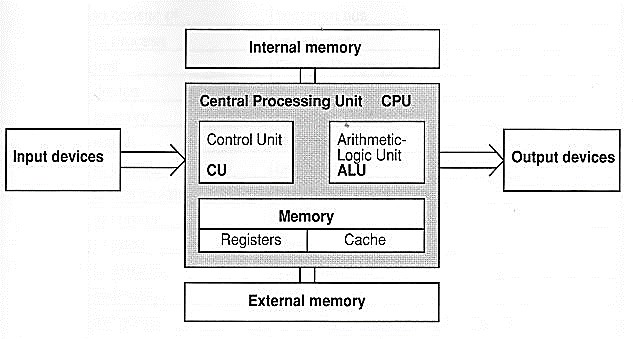 Internal memory
Central Processing Unit CPU
Control Unit
CU
Arithmetic-
Logic Unit
ALU
Input devices
Output devices
Memory
Registers
Cache
External memory